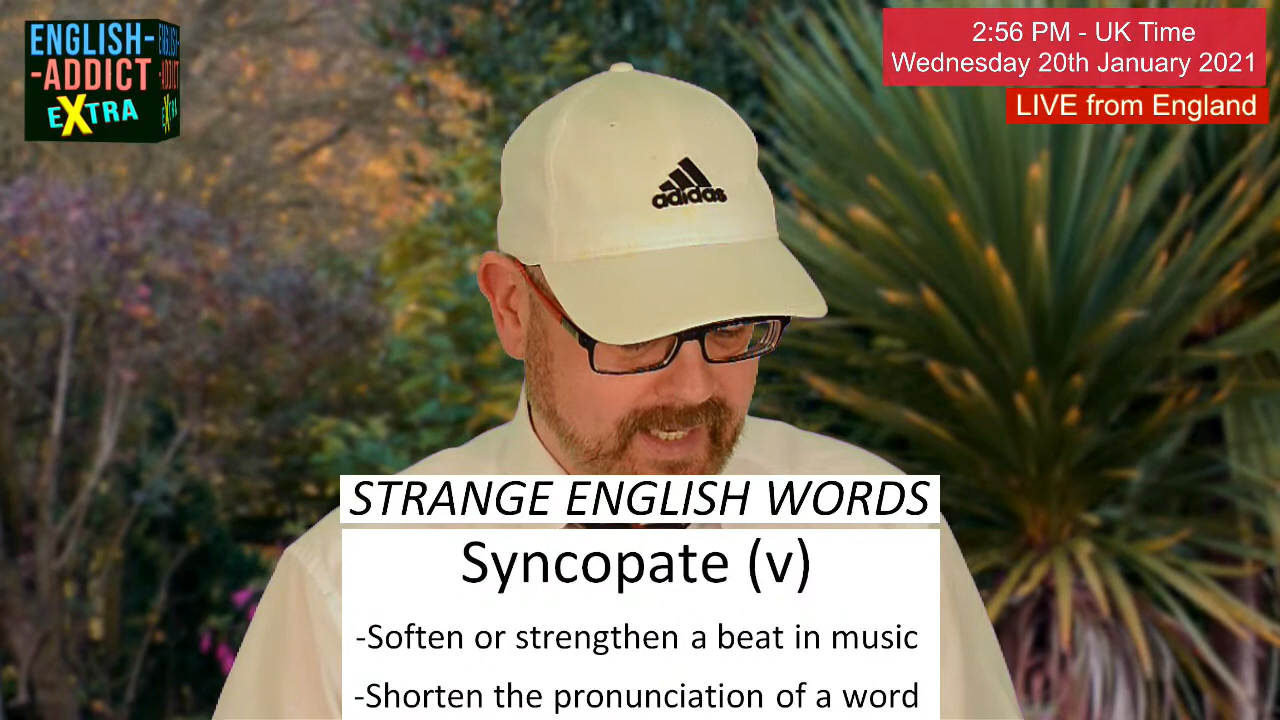 ENGLISH-
-ADDICT
EXTRA
2:56 PM - UK Time
Wednesday 20th January 2021
LIVE from England
adidas
STRANGE ENGLISH WORDS
Syncopate (v)
-Soften or strengthen a beat in music
-Shorten the pronunciation of a word